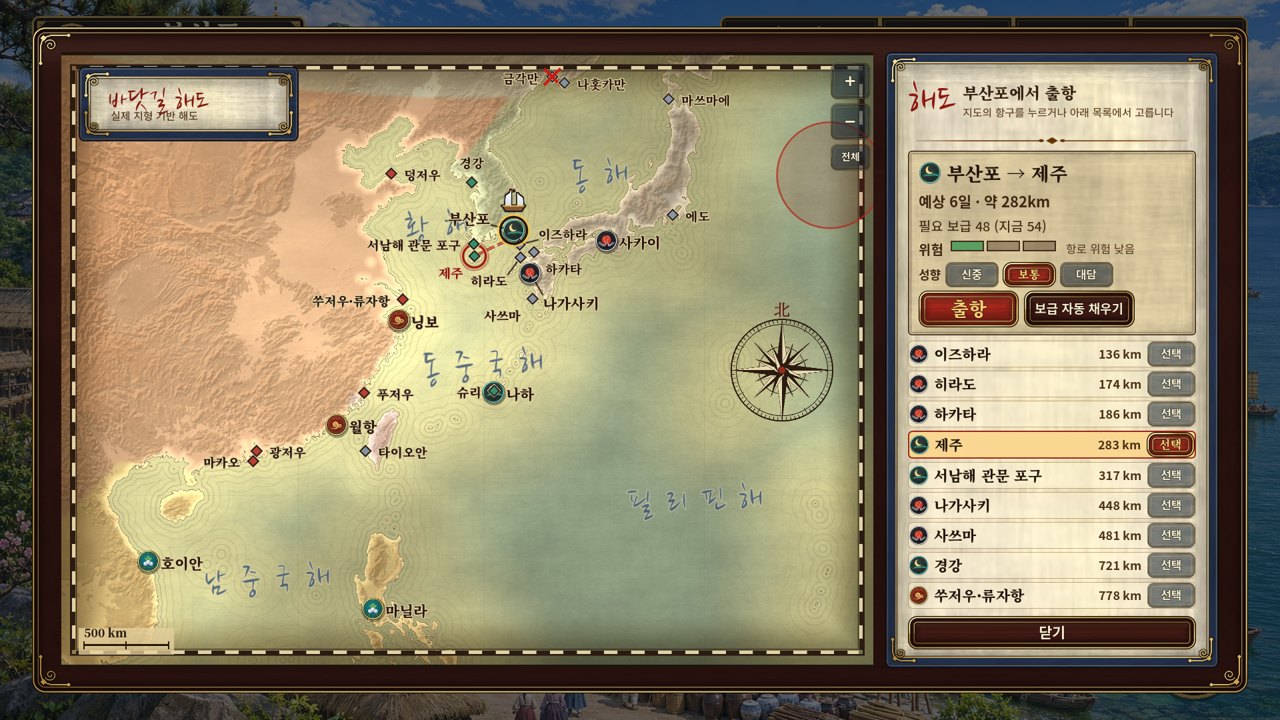 바닷길 해도
실제 지형 기반 해도
금각만
나홋카만
마쓰마에
동 해
경강
덩저우
황 해
부산포
에도
이즈하라
사카이
서남해 관문 포구
제주
히라도
하카타
쑤저우·류자항
닝보
나가사키
사쓰마
北
동 중 국 해
푸저우
슈리
나하
월항
광저우
마카오
타이오안
필 리 핀 해
호이안
남 중 국 해
마닐라
500 km
+
−
전체
해도
부산포에서 출항
지도의 항구를 누르거나 아래 목록에서 고릅니다
부산포 → 제주
예상 6일 · 약 282km
필요 보급 48 (지금 54)
위험 항로 위험 낮음
성향 신중 보통 대담
출항 보급 자동 채우기
이즈하라 136 km 선택
히라도 174 km 선택
하카타 186 km 선택
제주 283 km 선택
서남해 관문 포구 317 km 선택
나가사키 448 km 선택
사쓰마 481 km 선택
경강 721 km 선택
쑤저우·류자항 778 km 선택
닫기